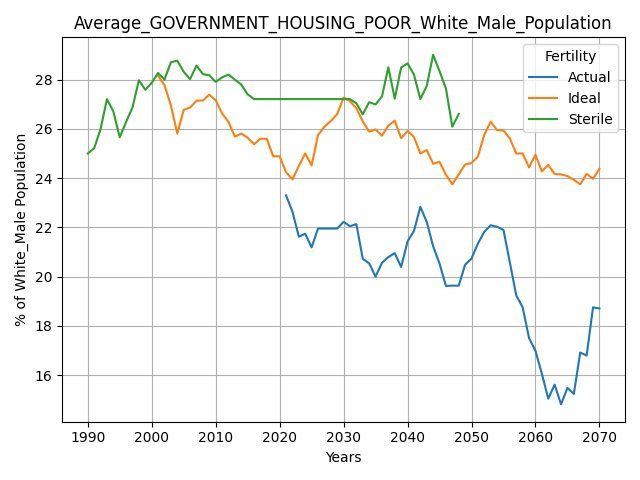 Average_GOVERNMENT_HOUSING_POOR_White_Male_Population
Fertility
Actual
Ideal
Sterile
% of White_Male Population
28
26
24
22
20
18
16
1990 2000 2010 2020 2030 2040 2050 2060 2070
Years